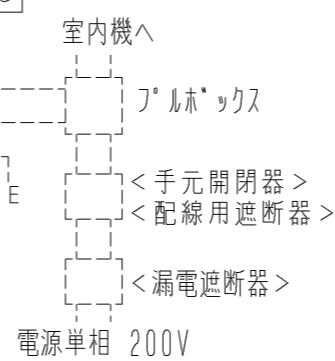 室内機へ
プルボックス
E
<手元開閉器>
<配線用遮断器>
<漏電遮断器>
電源単相 200V